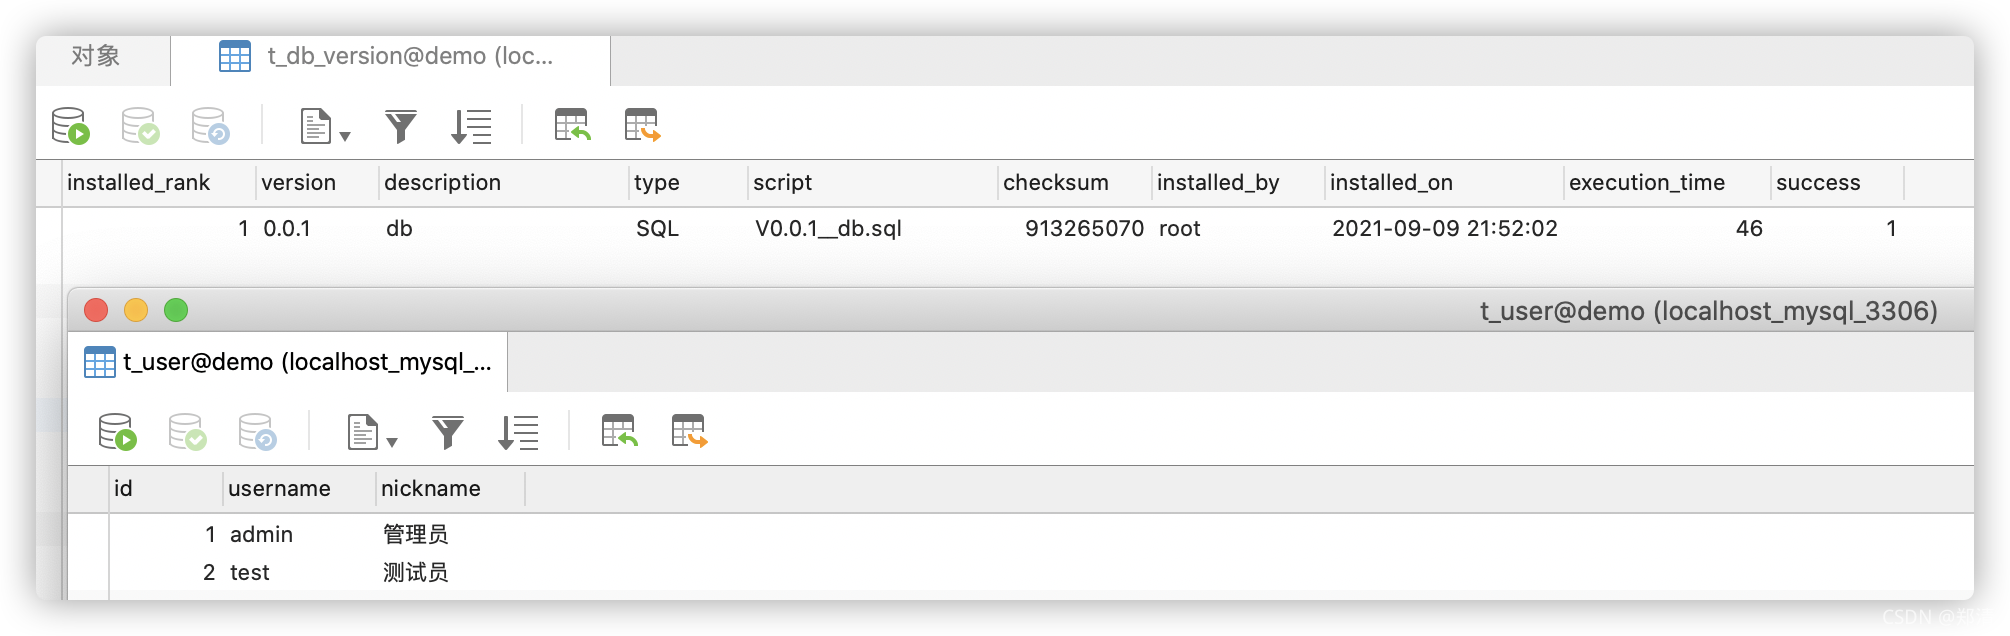 对象 t_db_version@demo (loc...
installed_rank version description type script checksum installed_by installed_on execution_time success
1 0.0.1 db SQL V0.0.1__db.sql 913265070 root 2021-09-09 21:52:02 46 1
t_user@demo (localhost_mysql_3306)
t_user@demo (localhost_mysql_...
id username nickname
1 admin 管理员
2 test 测试员
CSDN